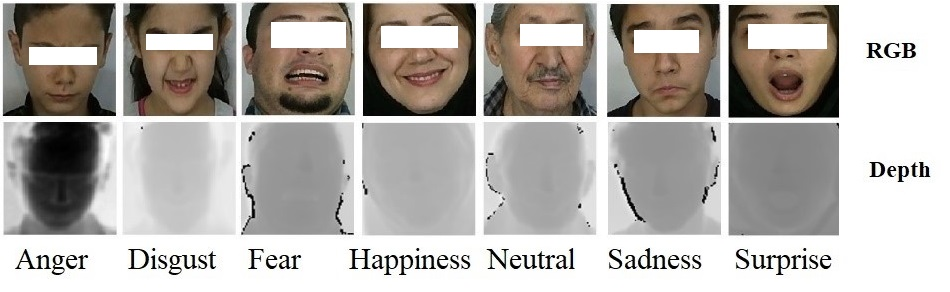 RGB
Depth
Anger Disgust Fear Happiness Neutral Sadness Surprise